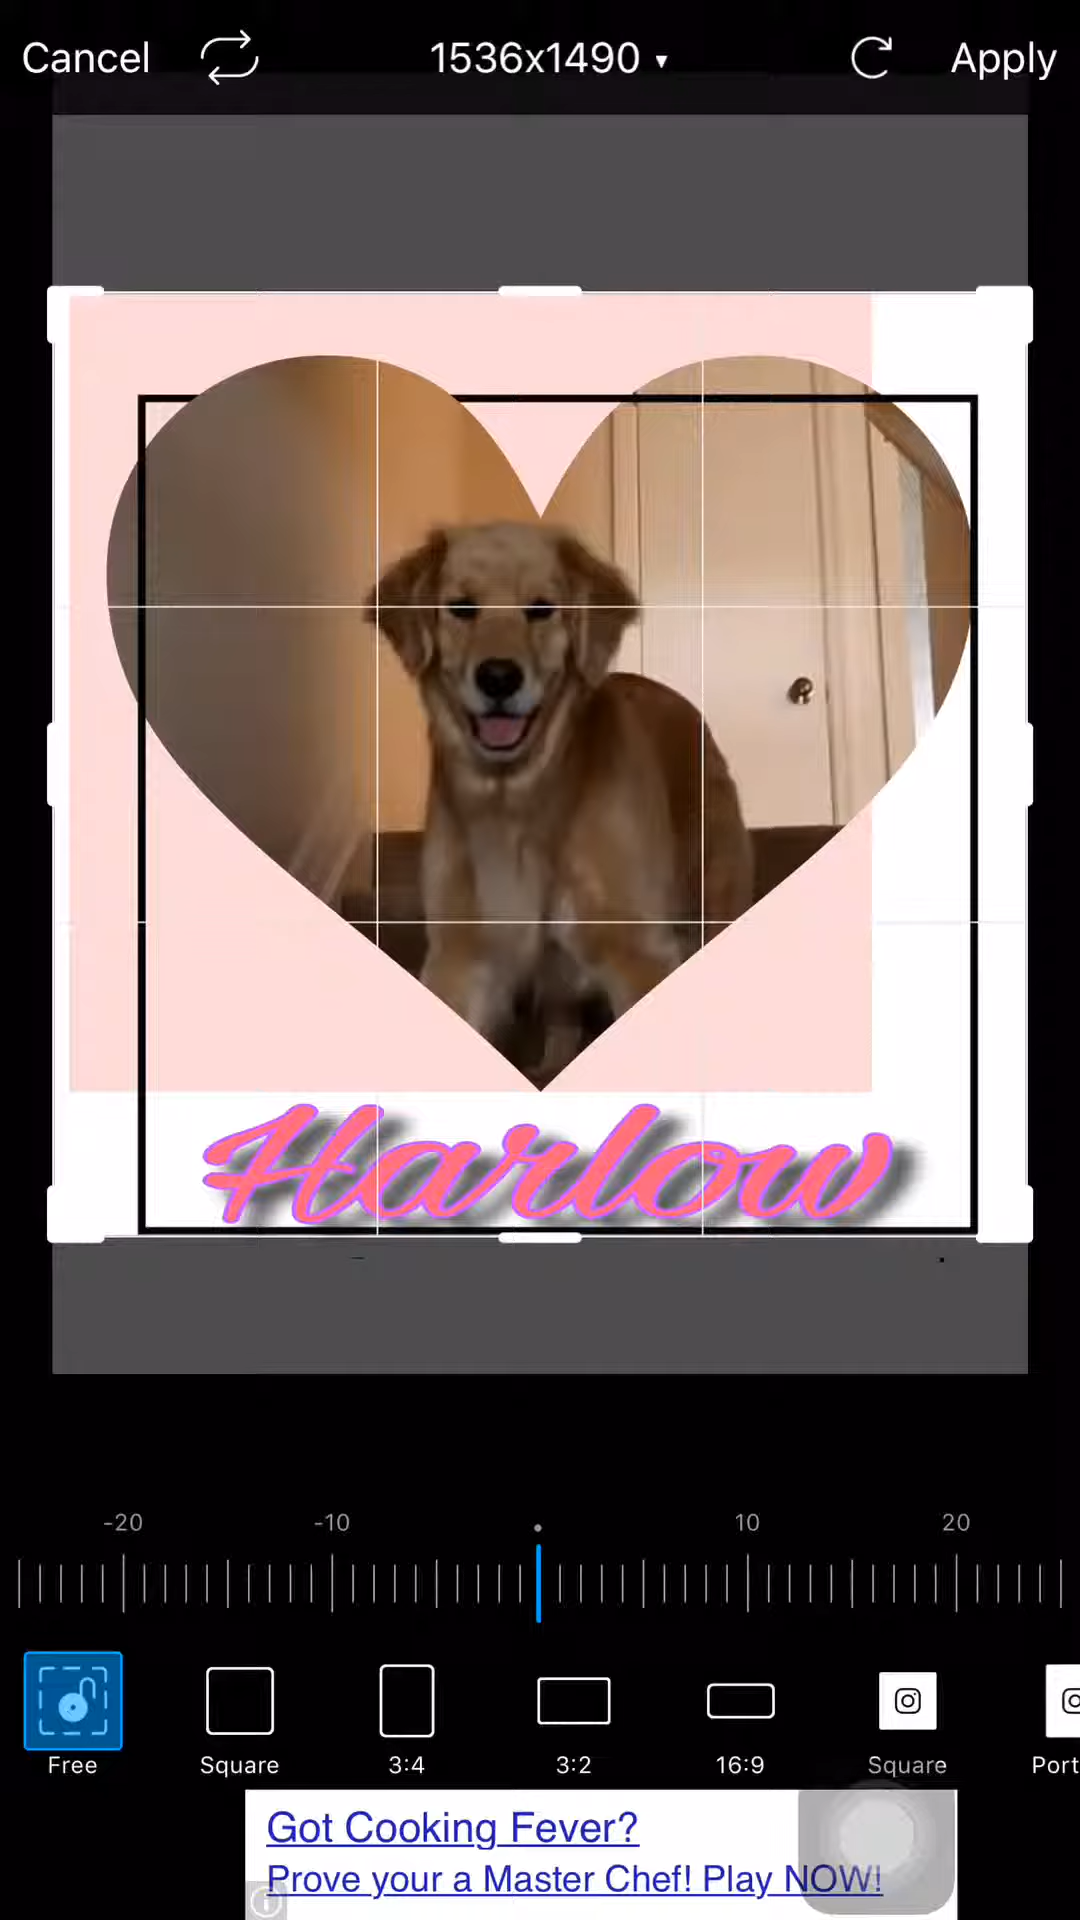 Cancel 1536x1490 Apply
Harlow
-20 -10 10 20
Free Square 3:4 3:2 16:9 Square Port
Got Cooking Fever?
Prove your a Master Chef! Play NOW!